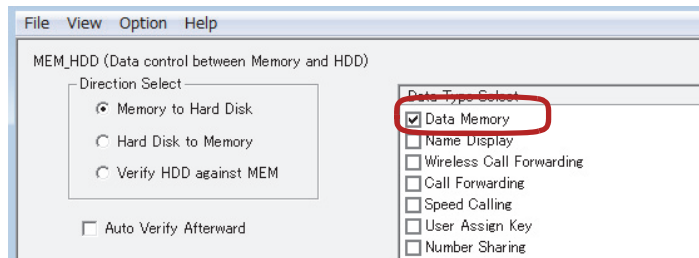 File View Option Help
MEM_HDD (Data control between Memory and HDD)
Direction Select
Memory to Hard Disk
Hard Disk to Memory
Verify HDD against MEM
Auto Verify Afterward
Data Type Select
Data Memory
Name Display
Wireless Call Forwarding
Call Forwarding
Speed Calling
User Assign Key
Number Sharing